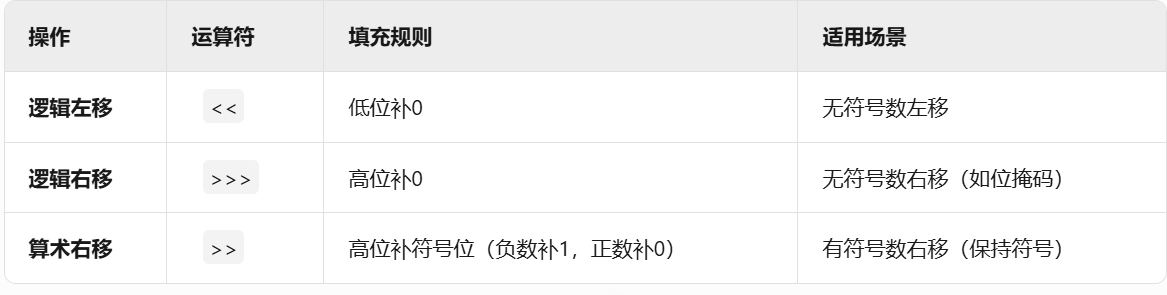 操作 运算符 填充规则 适用场景
逻辑左移 << 低位补0 无符号数左移
逻辑右移 >>> 高位补0 无符号数右移（如位掩码）
算术右移 >> 高位补符号位（负数补1，正数补0） 有符号数右移（保持符号）